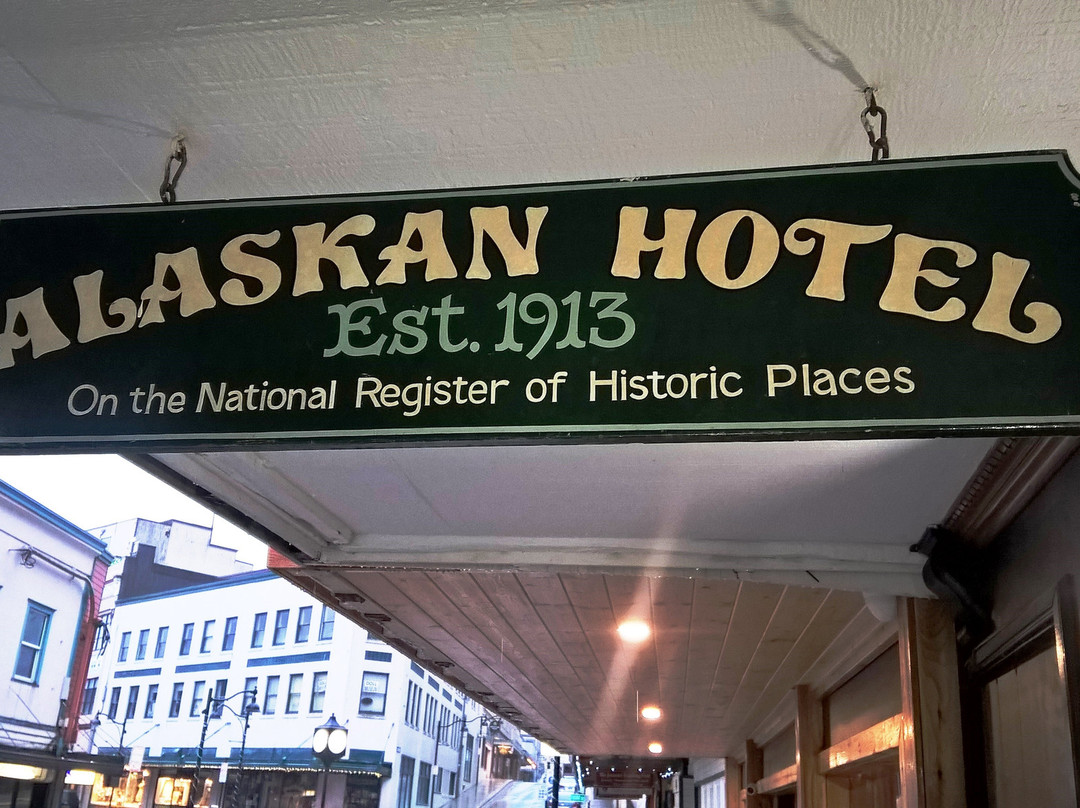 ALASKAN HOTEL
Est. 1913
On the National Register of Historic Places